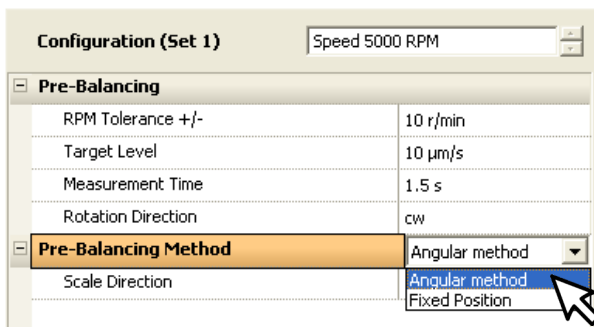 Configuration (Set 1) Speed 5000 RPM
Pre-Balancing
RPM Tolerance +/- 10 r/min
Target Level 10 µm/s
Measurement Time 1.5 s
Rotation Direction cw
Pre-Balancing Method Angular method
Scale Direction Angular method
Fixed Position